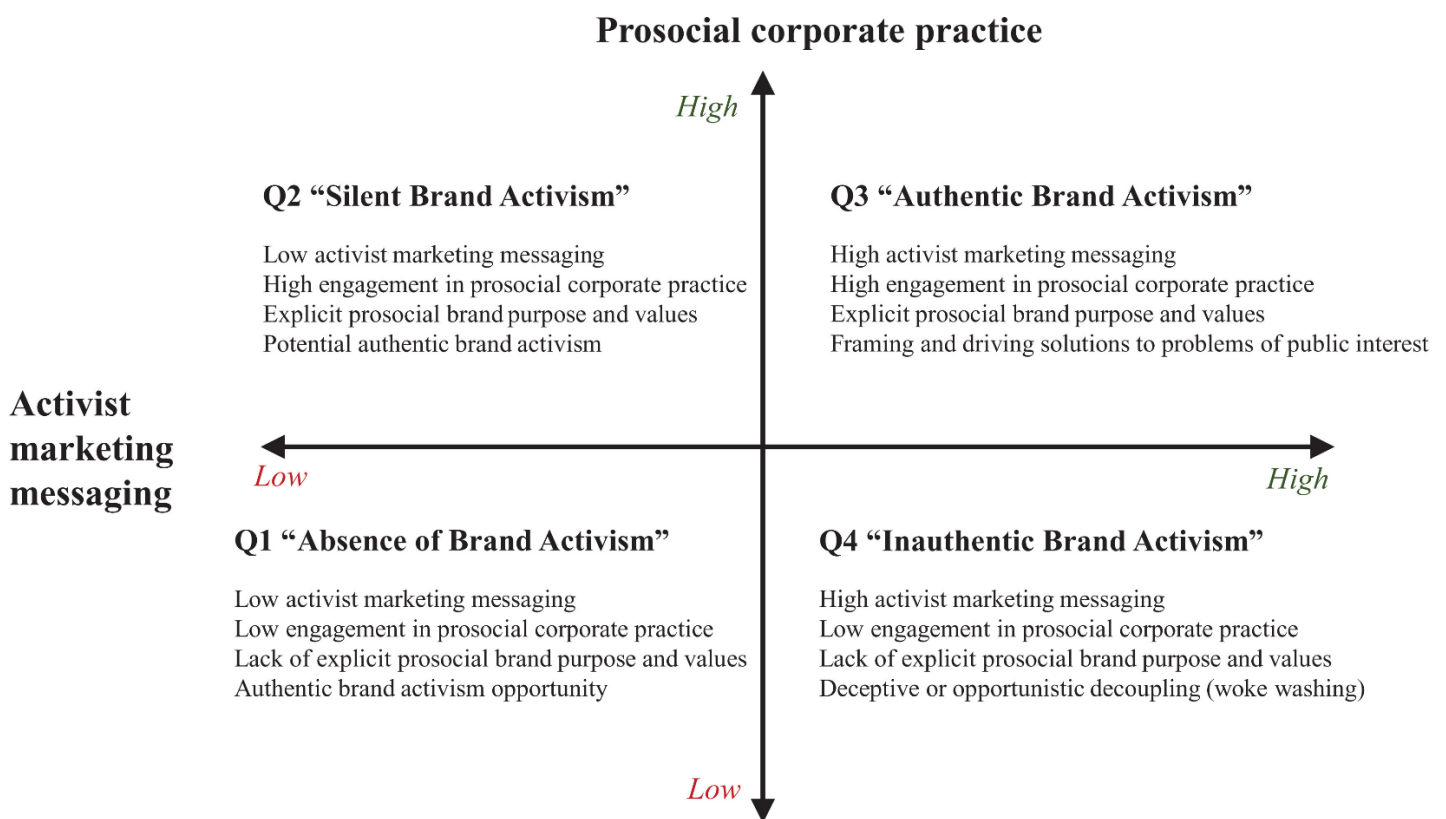 Prosocial corporate practice
High
Q2 “Silent Brand Activism”
Low activist marketing messaging
High engagement in prosocial corporate practice
Explicit prosocial brand purpose and values
Potential authentic brand activism
Q3 “Authentic Brand Activism”
High activist marketing messaging
High engagement in prosocial corporate practice
Explicit prosocial brand purpose and values
Framing and driving solutions to problems of public interest
Activist
marketing
messaging
Low
High
Q1 “Absence of Brand Activism”
Low activist marketing messaging
Low engagement in prosocial corporate practice
Lack of explicit prosocial brand purpose and values
Authentic brand activism opportunity
Q4 “Inauthentic Brand Activism”
High activist marketing messaging
Low engagement in prosocial corporate practice
Lack of explicit prosocial brand purpose and values
Deceptive or opportunistic decoupling (woke washing)
Low